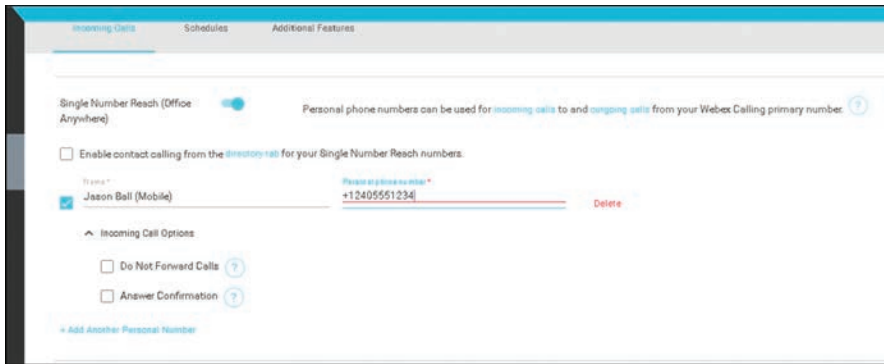 Incoming Calls Schedules Additional Features
Single Number Reach (Office Personal phone numbers can be used for incoming calls to and outgoing calls from your Webex Calling primary number. ?
Anywhere)
Enable contact calling from the directory tab for your Single Number Reach numbers.
Name * Personal phone number *
Jason Ball (Mobile) +12405551234 Delete
Incoming Call Options
Do Not Forward Calls ?
Answer Confirmation ?
+ Add Another Personal Number